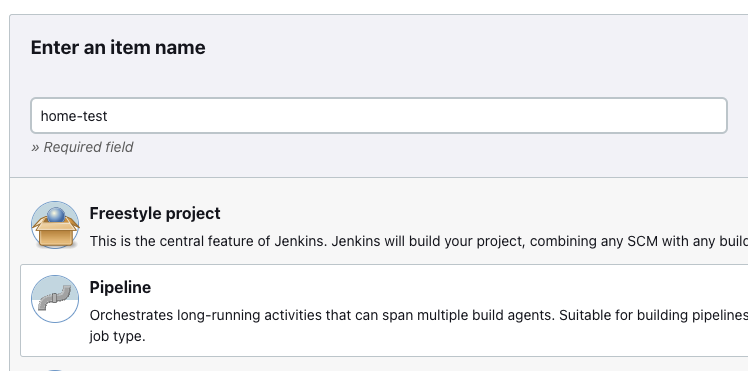 Enter an item name
home-test
» Required field
Freestyle project
This is the central feature of Jenkins. Jenkins will build your project, combining any SCM with any build
Pipeline
Orchestrates long-running activities that can span multiple build agents. Suitable for building pipelines
job type.